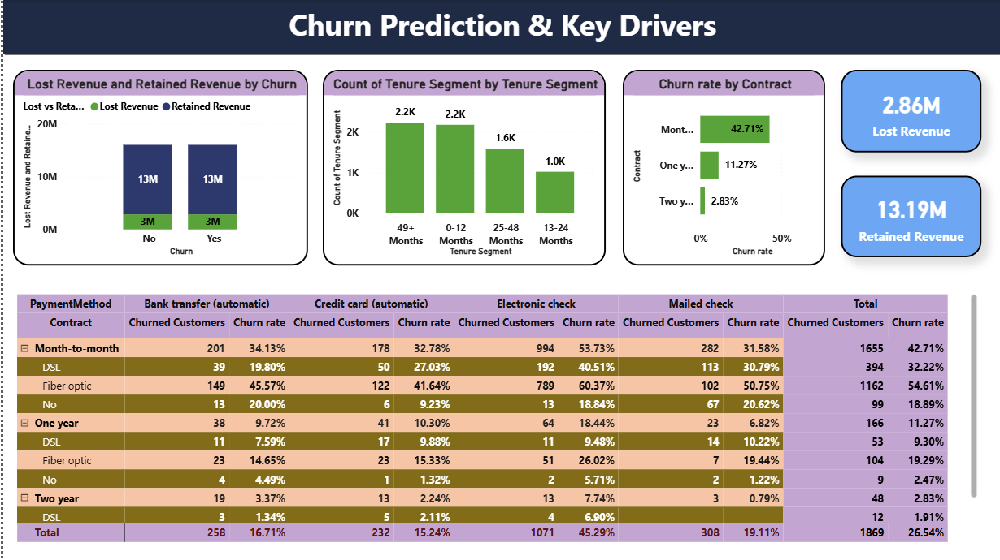 Churn Prediction & Key Drivers
Lost Revenue and Retained Revenue by Churn
Lost vs Reta... Lost Revenue Retained Revenue
Lost Revenue and Retaine...
20M
10M
0M
13M 13M
3M 3M
No Yes
Churn
Count of Tenure Segment by Tenure Segment
Count of Tenure Segment
2K
1K
0K
2.2K 2.2K 1.6K 1.0K
49+ Months 0-12 Months 25-48 Months 13-24 Months
Tenure Segment
Churn rate by Contract
Contract
Mont... 42.71%
One y... 11.27%
Two y... 2.83%
0% 50%
Churn rate
2.86M
Lost Revenue
13.19M
Retained Revenue
PaymentMethod Bank transfer (automatic) Credit card (automatic) Electronic check Mailed check Total
Contract Churned Customers Churn rate Churned Customers Churn rate Churned Customers Churn rate Churned Customers Churn rate Churned Customers Churn rate
Month-to-month 201 34.13% 178 32.78% 994 53.73% 282 31.58% 1655 42.71%
DSL 39 19.80% 50 27.03% 192 40.51% 113 30.79% 394 32.22%
Fiber optic 149 45.57% 122 41.64% 789 60.37% 102 50.75% 1162 54.61%
No 13 20.00% 6 9.23% 13 18.84% 67 20.62% 99 18.89%
One year 38 9.72% 41 10.30% 64 18.44% 23 6.82% 166 11.27%
DSL 11 7.59% 17 9.88% 11 9.48% 14 10.22% 53 9.30%
Fiber optic 23 14.65% 23 15.33% 51 26.02% 7 19.44% 104 19.29%
No 4 4.49% 1 1.32% 2 5.71% 2 1.22% 9 2.47%
Two year 19 3.37% 13 2.24% 13 7.74% 3 0.79% 48 2.83%
DSL 3 1.34% 5 2.11% 4 6.90% 12 1.91%
Total 258 16.71% 232 15.24% 1071 45.29% 308 19.11% 1869 26.54%